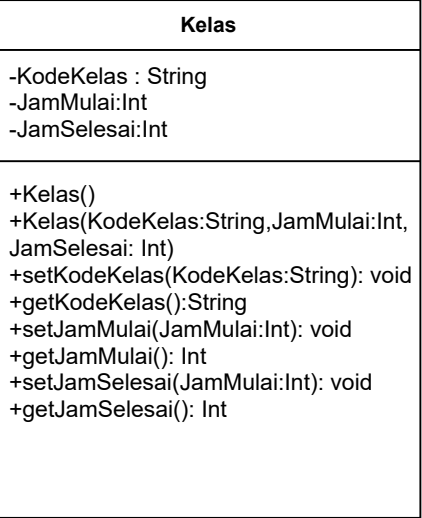 Kelas
-KodeKelas : String
-JamMulai:Int
-JamSelesai:Int
+Kelas()
+Kelas(KodeKelas:String,JamMulai:Int,
JamSelesai: Int)
+setKodeKelas(KodeKelas:String): void
+getKodeKelas():String
+setJamMulai(JamMulai:Int): void
+getJamMulai(): Int
+setJamSelesai(JamMulai:Int): void
+getJamSelesai(): Int